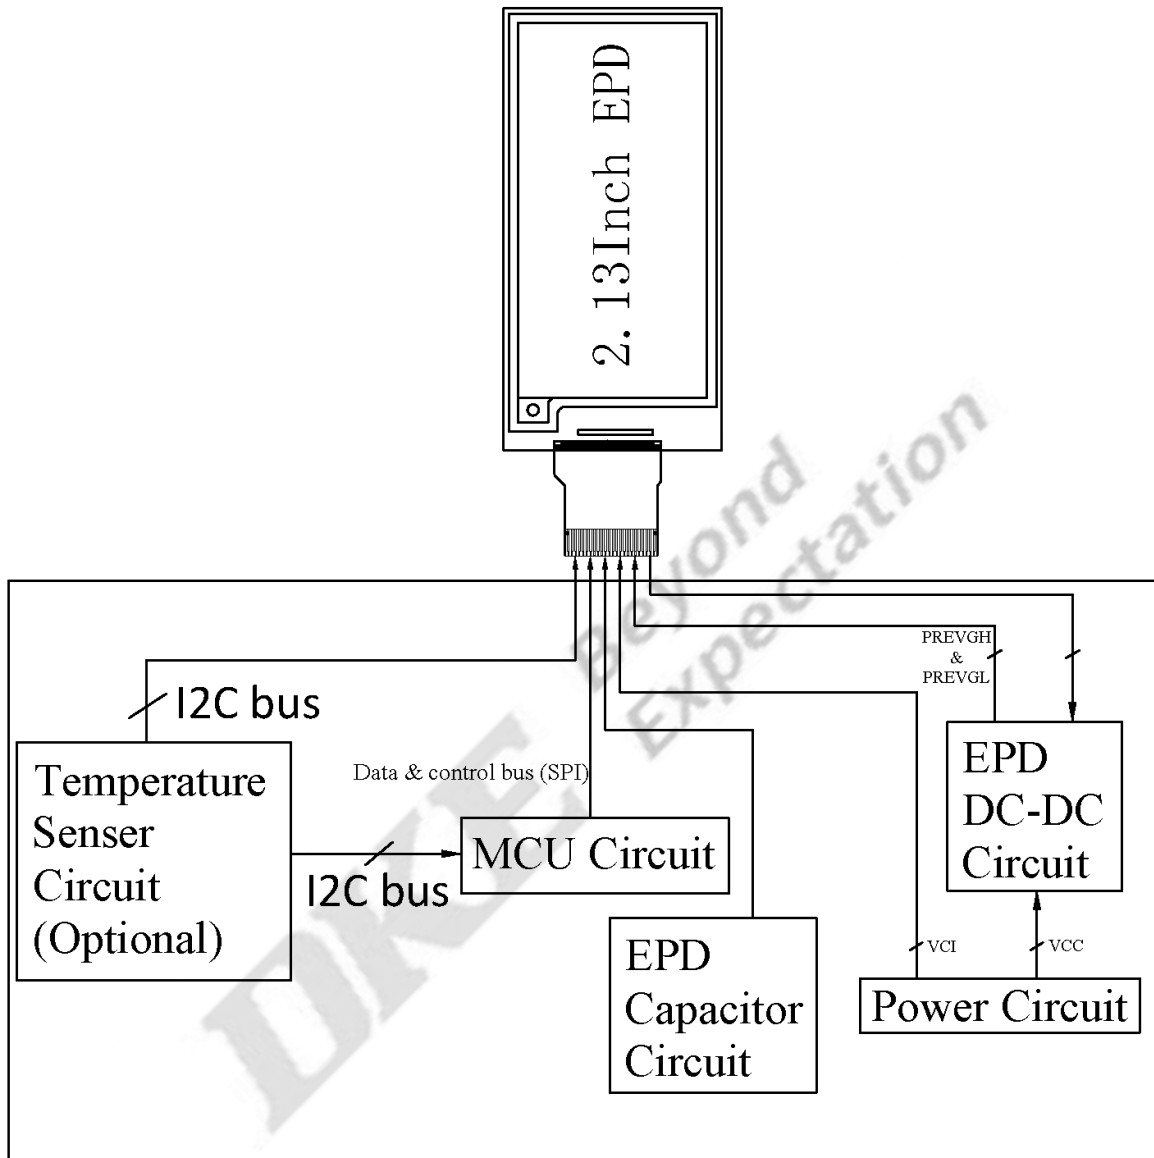 2.13Inch EPD
Beyond
Expectation
DKE
PREVGH
&
PREVGL
I2C bus
Temperature
Senser
Circuit
(Optional)
Data & control bus (SPI)
MCU Circuit
I2C bus
EPD
DC-DC
Circuit
EPD
Capacitor
Circuit
VCI
VCC
Power Circuit